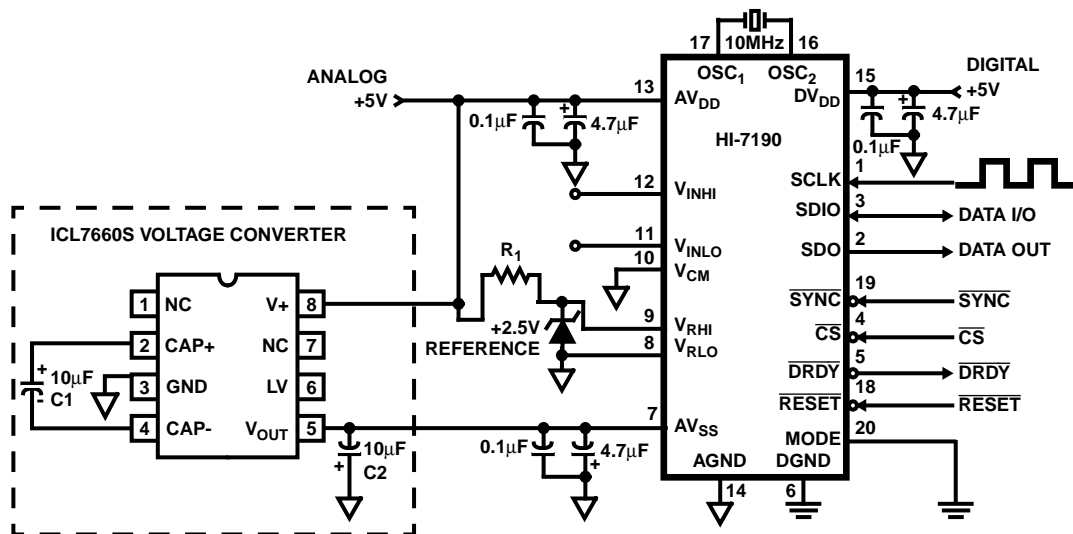 17
10MHz
16
OSC1
OSC2
ANALOG
+5V
13
AVDD
15
DVDD
DIGITAL
+5V
0.1μF
+
4.7μF
HI-7190
+
4.7μF
0.1μF
12
VINHI
1
SCLK
3
SDIO
DATA I/O
11
VINLO
2
SDO
DATA OUT
10
VCM
R1
ICL7660S VOLTAGE CONVERTER
19
SYNC
SYNC
1
NC
V+
8
9
VRHI
+2.5V
REFERENCE
8
VRLO
4
CS
CS
2
CAP+
NC
7
5
DRDY
DRDY
+
10μF
C1
-
3
GND
LV
6
18
RESET
RESET
4
CAP-
VOUT
5
7
AVSS
20
MODE
10μF
+
C2
0.1μF
4.7μF
+
AGND
DGND
14
6